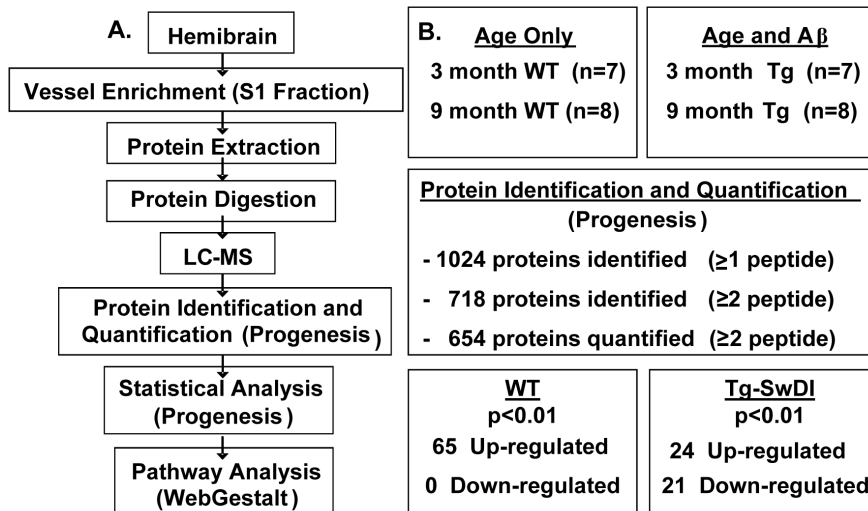 A.
Hemibrain
Vessel Enrichment (S1 Fraction)
Protein Extraction
Protein Digestion
LC-MS
Protein Identification and
Quantification (Progenesis)
Statistical Analysis
(Progenesis)
Pathway Analysis
(WebGestalt)
B.
Age Only
3 month WT (n=7)
9 month WT (n=8)
Age and Aβ
3 month Tg (n=7)
9 month Tg (n=8)
Protein Identification and Quantification
(Progenesis)
- 1024 proteins identified (≥1 peptide)
- 718 proteins identified (≥2 peptide)
- 654 proteins quantified (≥2 peptide)
WT
p<0.01
65 Up-regulated
0 Down-regulated
Tg-SwDI
p<0.01
24 Up-regulated
21 Down-regulated